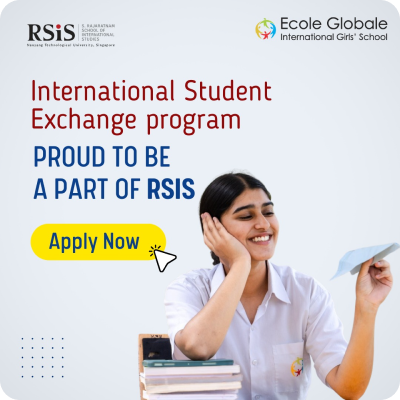 RSiS
S. RAJARATNAM
SCHOOL OF
INTERNATIONAL
STUDIES
Nanyang Technological University, Singapore
Ecole Globale
International Girls' School
International Student
Exchange program
PROUD TO BE
A PART OF RSIS
Apply Now